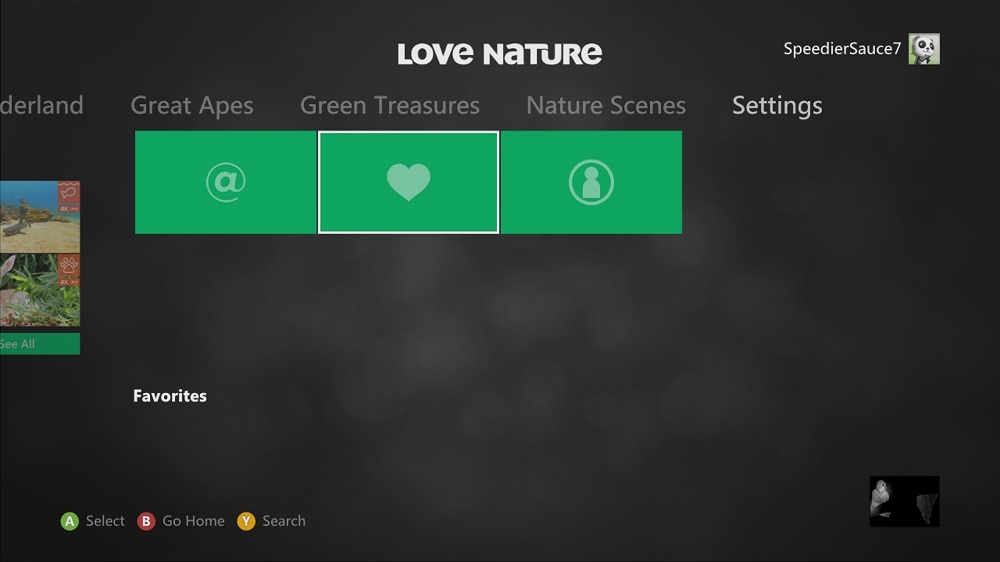 LOVE NATURE
SpeedierSauce7
derland
Great Apes
Green Treasures
Nature Scenes
Settings
@
See All
Favorites
A Select
B Go Home
Y Search